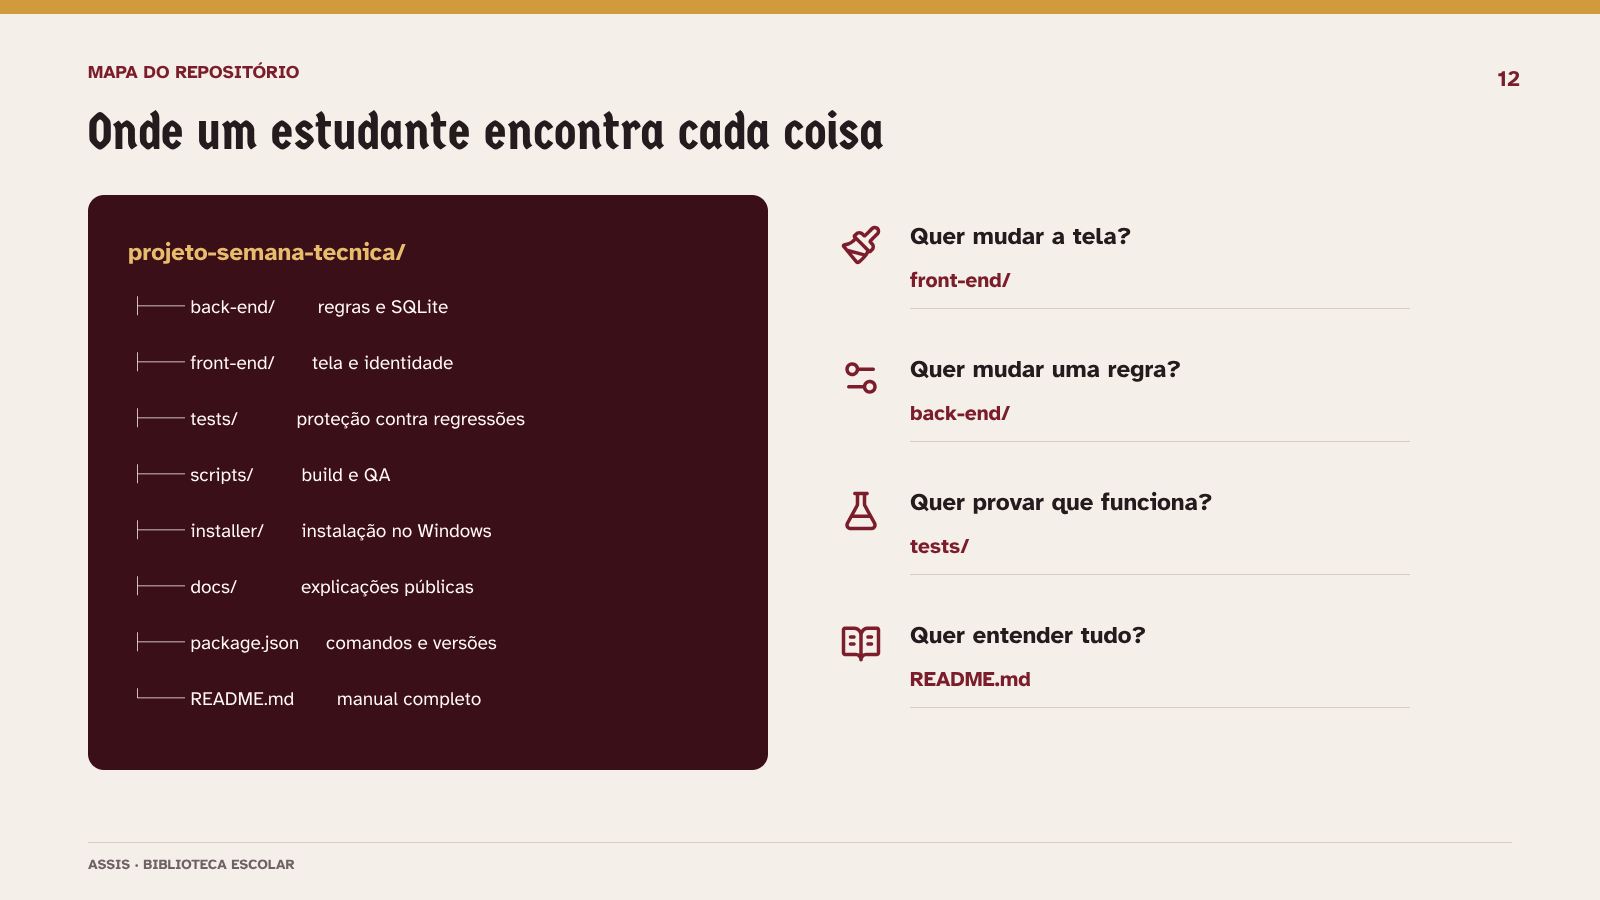 MAPA DO REPOSITÓRIO
12
Onde um estudante encontra cada coisa
projeto-semana-tecnica/
├── back-end/ regras e SQLite
├── front-end/ tela e identidade
├── tests/ proteção contra regressões
├── scripts/ build e QA
├── installer/ instalação no Windows
├── docs/ explicações públicas
├── package.json comandos e versões
└── README.md manual completo
Quer mudar a tela?
front-end/
Quer mudar uma regra?
back-end/
Quer provar que funciona?
tests/
Quer entender tudo?
README.md
ASSIS · BIBLIOTECA ESCOLAR